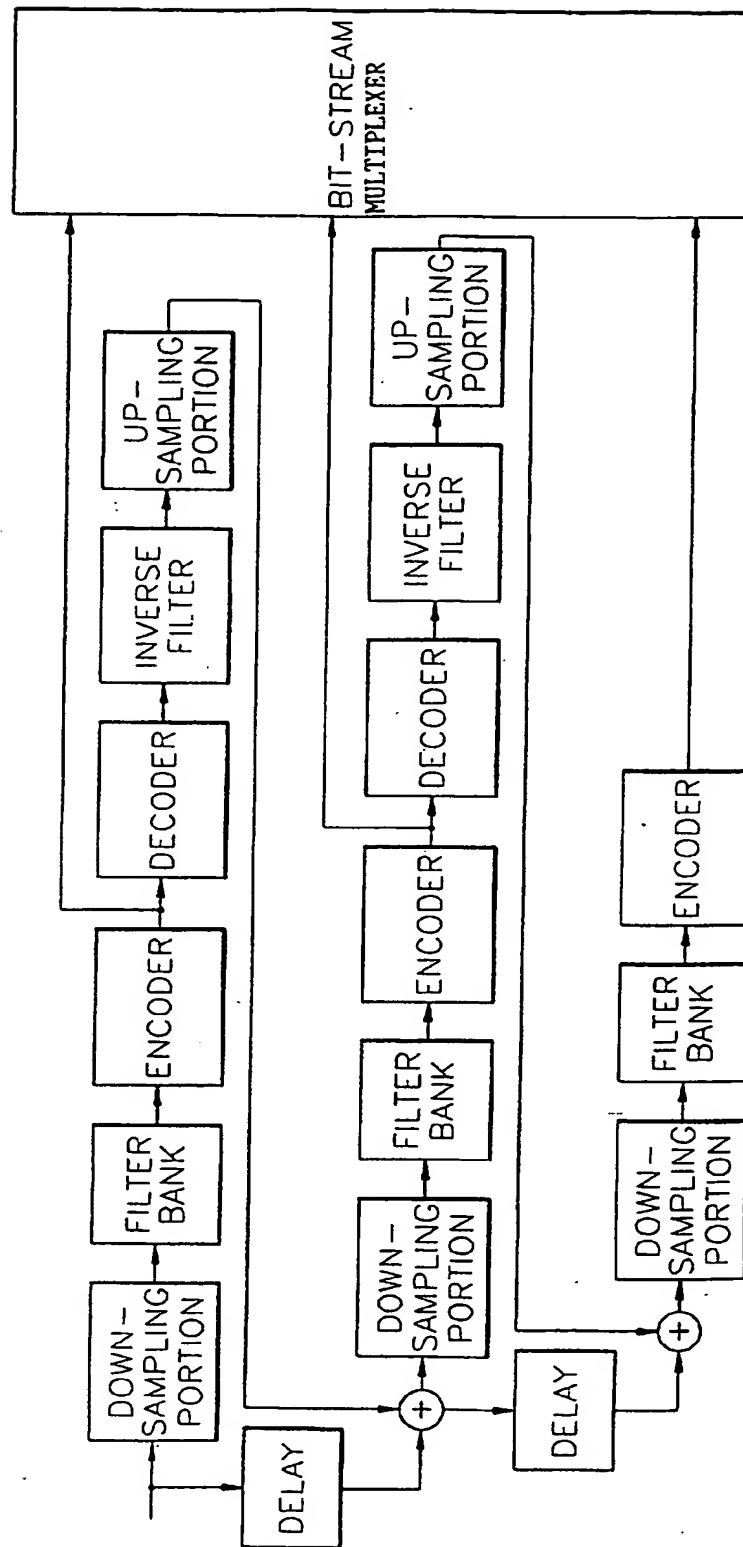 DOWN-
SAMPLING
PORTION
FILTER
BANK
ENCODER
DECODER
INVERSE
FILTER
UP-
SAMPLING
PORTION
DELAY
DOWN-
SAMPLING
PORTION
FILTER
BANK
ENCODER
DECODER
INVERSE
FILTER
UP-
SAMPLING
PORTION
DELAY
DOWN-
SAMPLING
PORTION
FILTER
BANK
ENCODER
BIT-STREAM
MULTIPLEXER